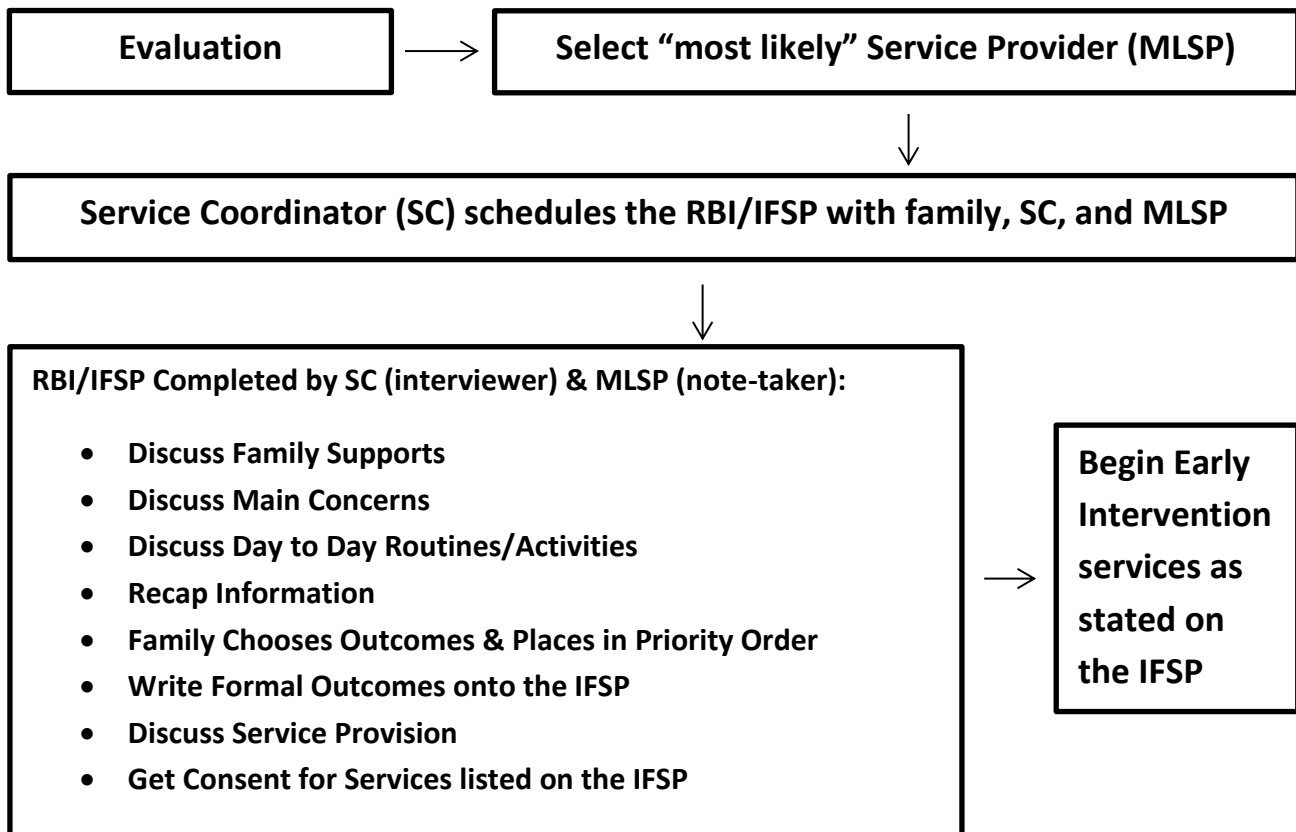 Evaluation
Select “most likely” Service Provider (MLSP)
Service Coordinator (SC) schedules the RBI/IFSP with family, SC, and MLSP
RBI/IFSP Completed by SC (interviewer) & MLSP (note-taker):
• Discuss Family Supports
• Discuss Main Concerns
• Discuss Day to Day Routines/Activities
• Recap Information
• Family Chooses Outcomes & Places in Priority Order
• Write Formal Outcomes onto the IFSP
• Discuss Service Provision
• Get Consent for Services listed on the IFSP
Begin Early
Intervention
services as
stated on
the IFSP